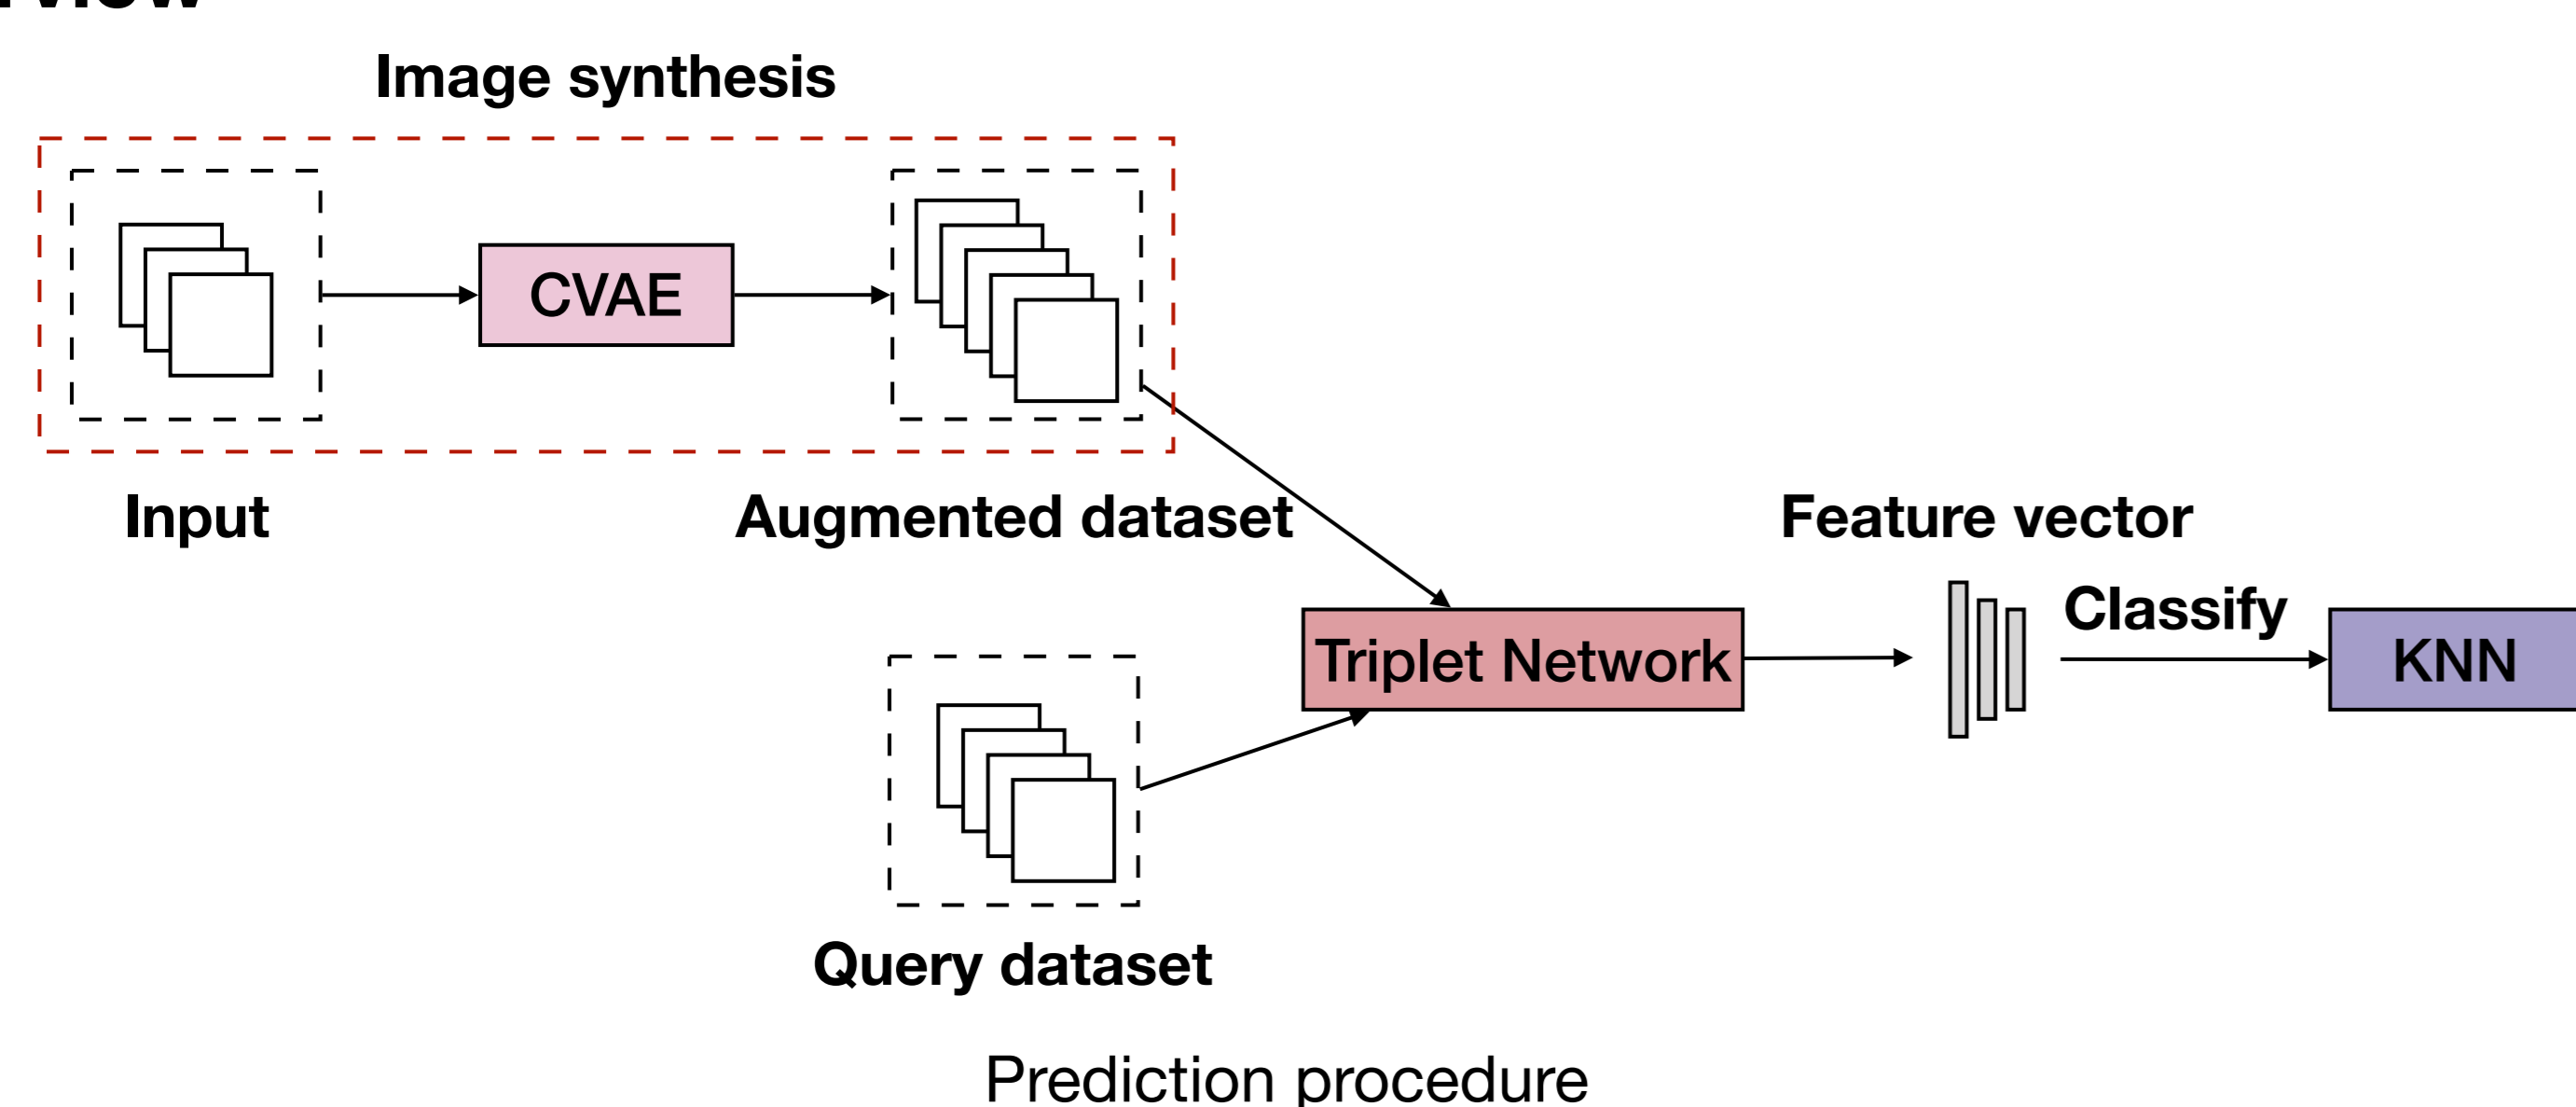 Image synthesis
CVAE
Input
Augmented dataset
Feature vector
Classify
Triplet Network
KNN
Query dataset
Prediction procedure